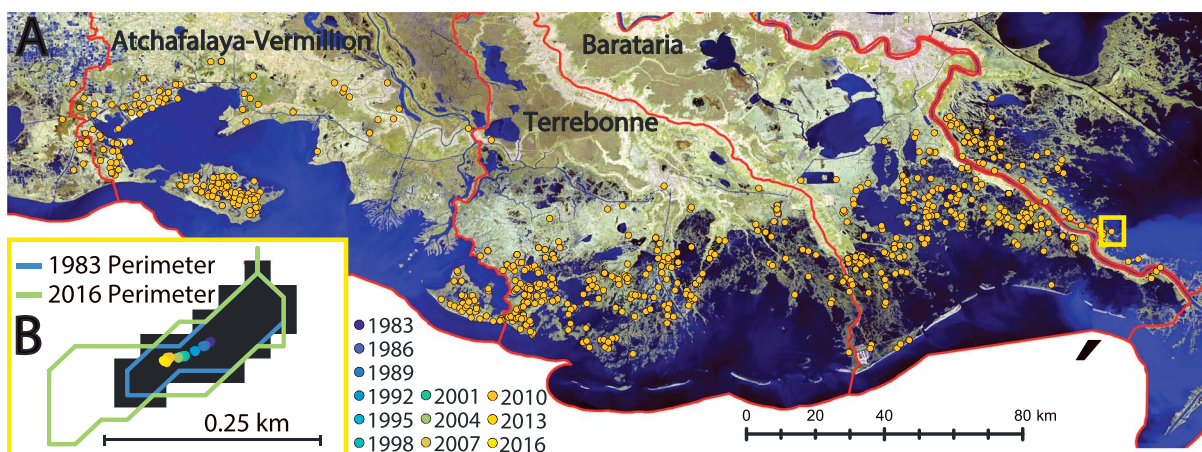 A
Atchafalaya-Vermillion
Barataria
Terrebonne
1983 Perimeter
2016 Perimeter
B
0.25 km
1983
1986
1989
1992 2001 2010
1995 2004 2013
1998 2007 2016
0 20 40 80 km